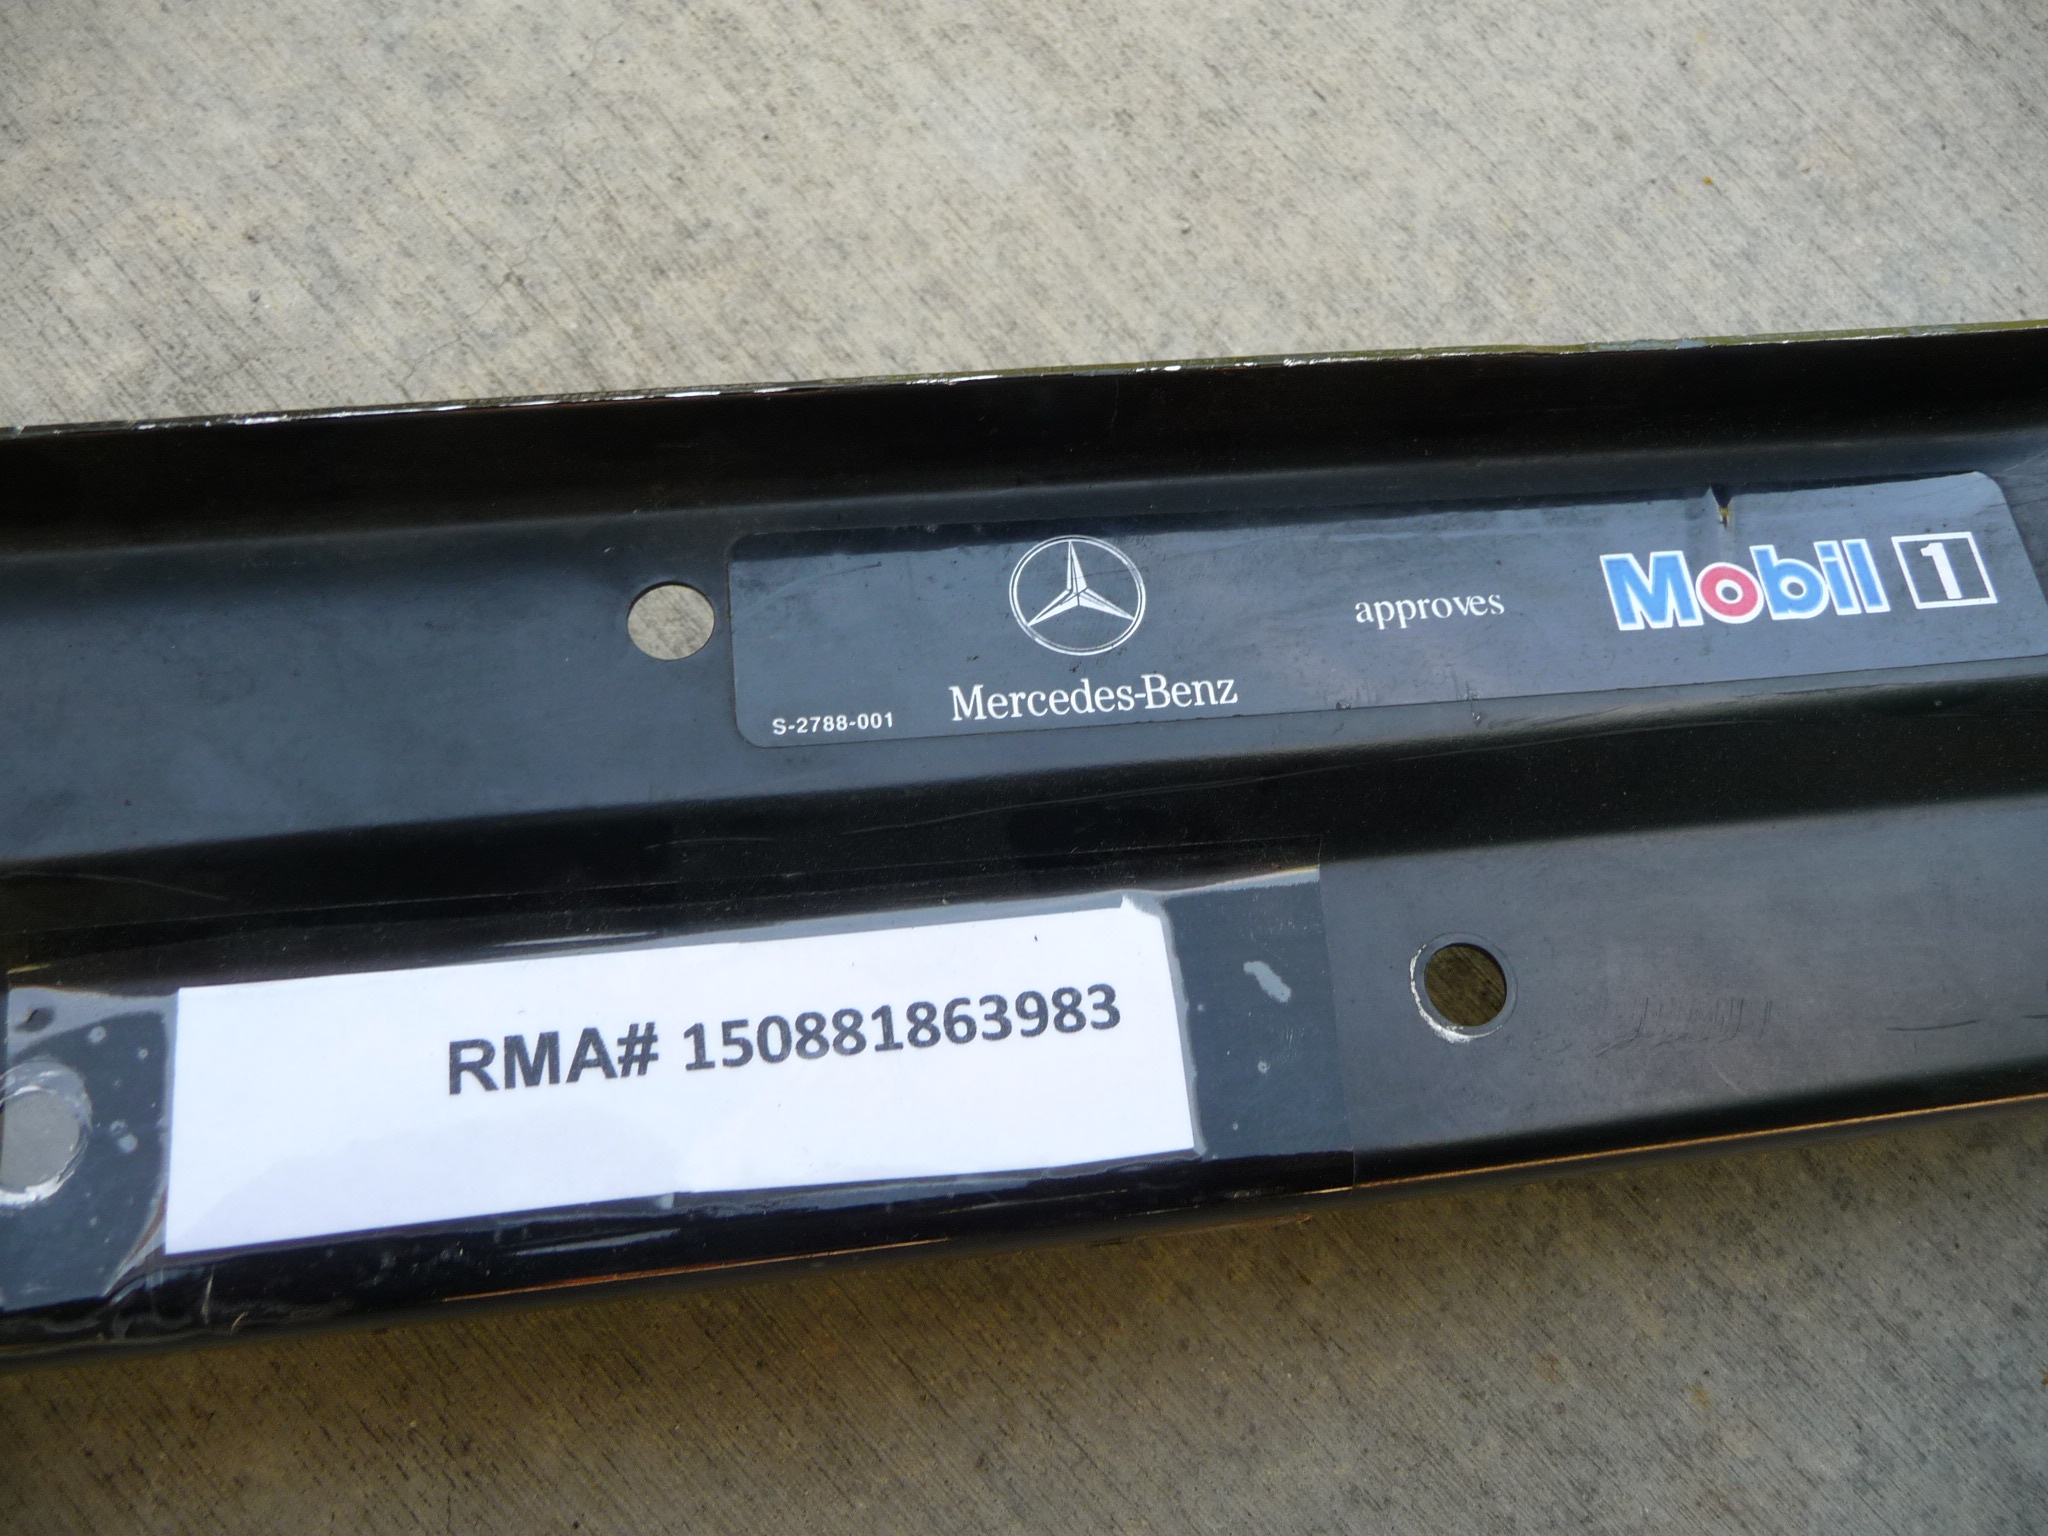 Mercedes-Benz
approves
Mobil 1
S-2788-001
RMA# 150881863983